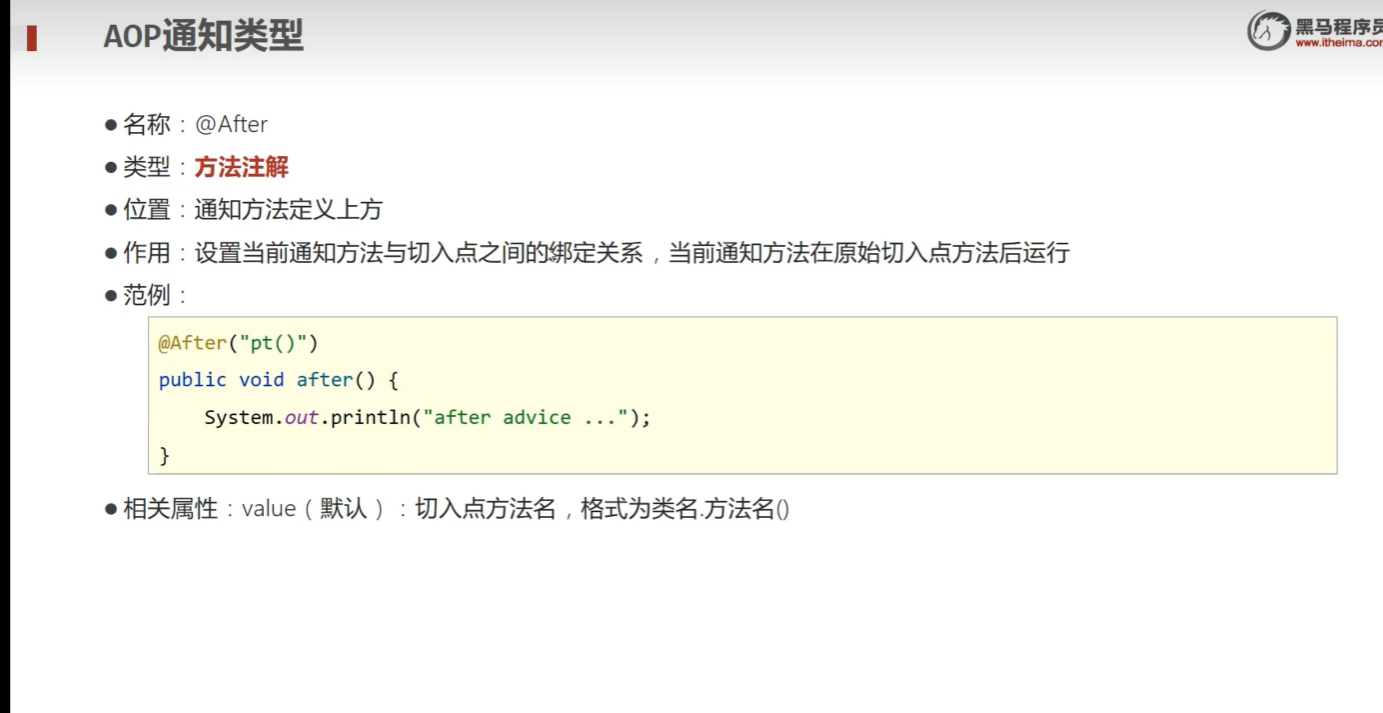 AOP通知类型
黑马程序员
www.itheima.com
● 名称：@After
● 类型：方法注解
● 位置：通知方法定义上方
● 作用：设置当前通知方法与切入点之间的绑定关系，当前通知方法在原始切入点方法后运行
● 范例：
@After("pt()")
public void after() {
    System.out.println("after advice ...");
}
● 相关属性：value（默认）：切入点方法名，格式为类名.方法名()